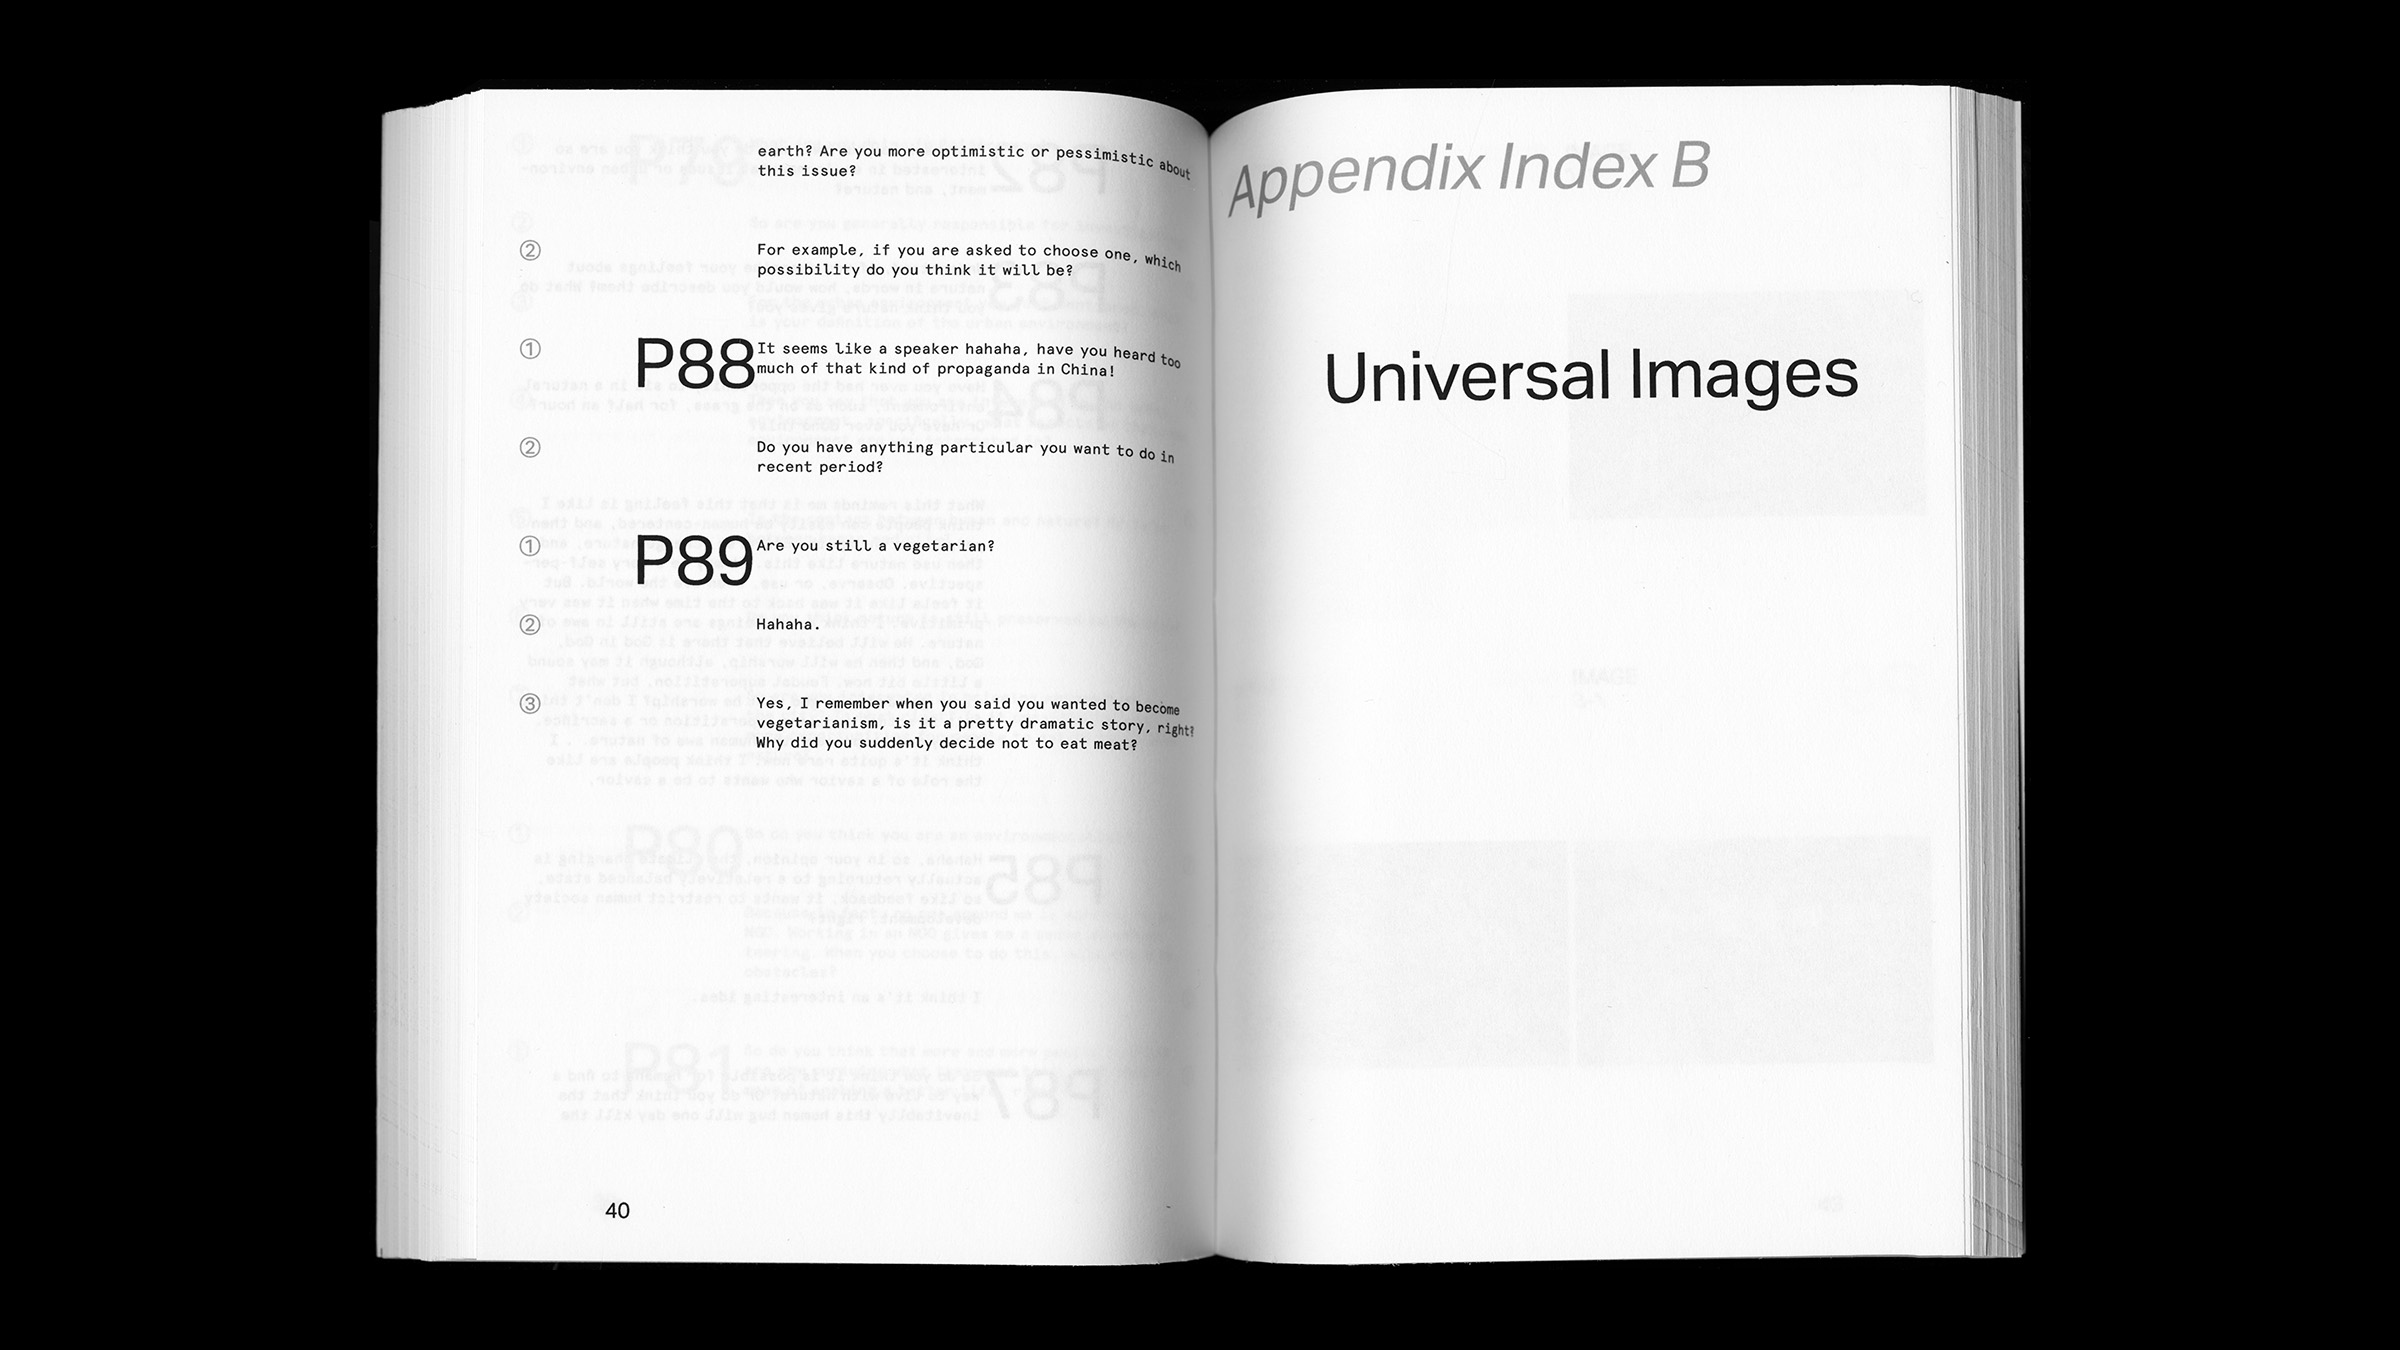 earth? Are you more optimistic or pessimistic about
this issue?
② For example, if you are asked to choose one, which
possibility do you think it will be?
① P88 It seems like a speaker hahaha, have you heard too
much of that kind of propaganda in China!
② Do you have anything particular you want to do in
recent period?
① P89 Are you still a vegetarian?
② Hahaha.
③ Yes, I remember when you said you wanted to become
vegetarianism, is it a pretty dramatic story, right?
Why did you suddenly decide not to eat meat?
40
Appendix Index B
Universal Images